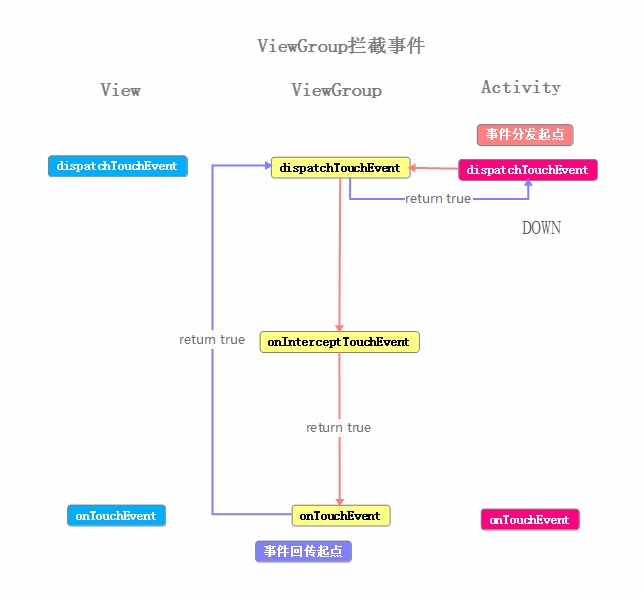 ViewGroup拦截事件
View
ViewGroup
Activity
事件分发起点
dispatchTouchEvent
dispatchTouchEvent
dispatchTouchEvent
return true
DOWN
return true
onInterceptTouchEvent
return true
onTouchEvent
onTouchEvent
onTouchEvent
事件回传起点